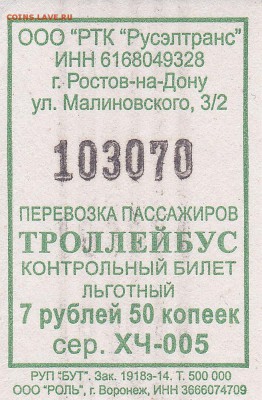 COINS.LAVE.RU
ООО "РТК "Русэлтранс"
ИНН 6168049328
г. Ростов-на-Дону
ул. Малиновского, 3/2
103070
ПЕРЕВОЗКА ПАССАЖИРОВ
ТРОЛЛЕЙБУС
КОНТРОЛЬНЫЙ БИЛЕТ
ЛЬГОТНЫЙ
7 рублей 50 копеек
сер. ХЧ-005
РУП "БУТ". Зак. 1918з-14. Т. 500 000
ООО "РОЛЬ", г. Воронеж, ИНН 3666074709